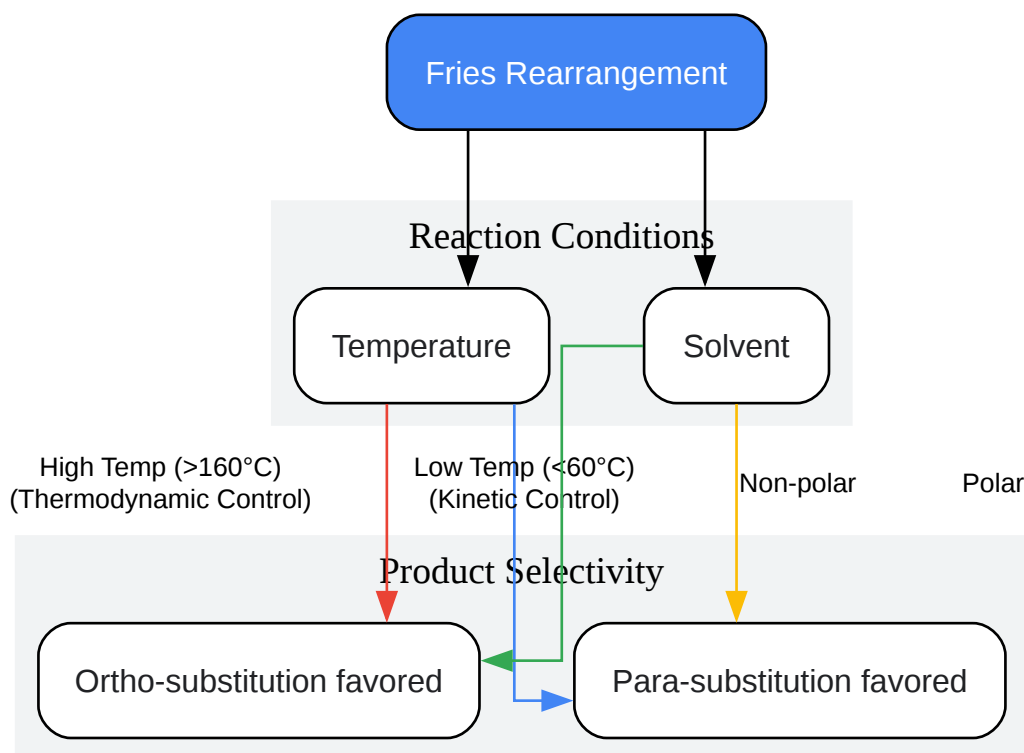 Fries Rearrangement
Reaction Conditions
Temperature
Solvent
High Temp (>160°C)
(Thermodynamic Control)
Low Temp (<60°C)
(Kinetic Control)
Non-polar
Polar
Product Selectivity
Ortho-substitution favored
Para-substitution favored